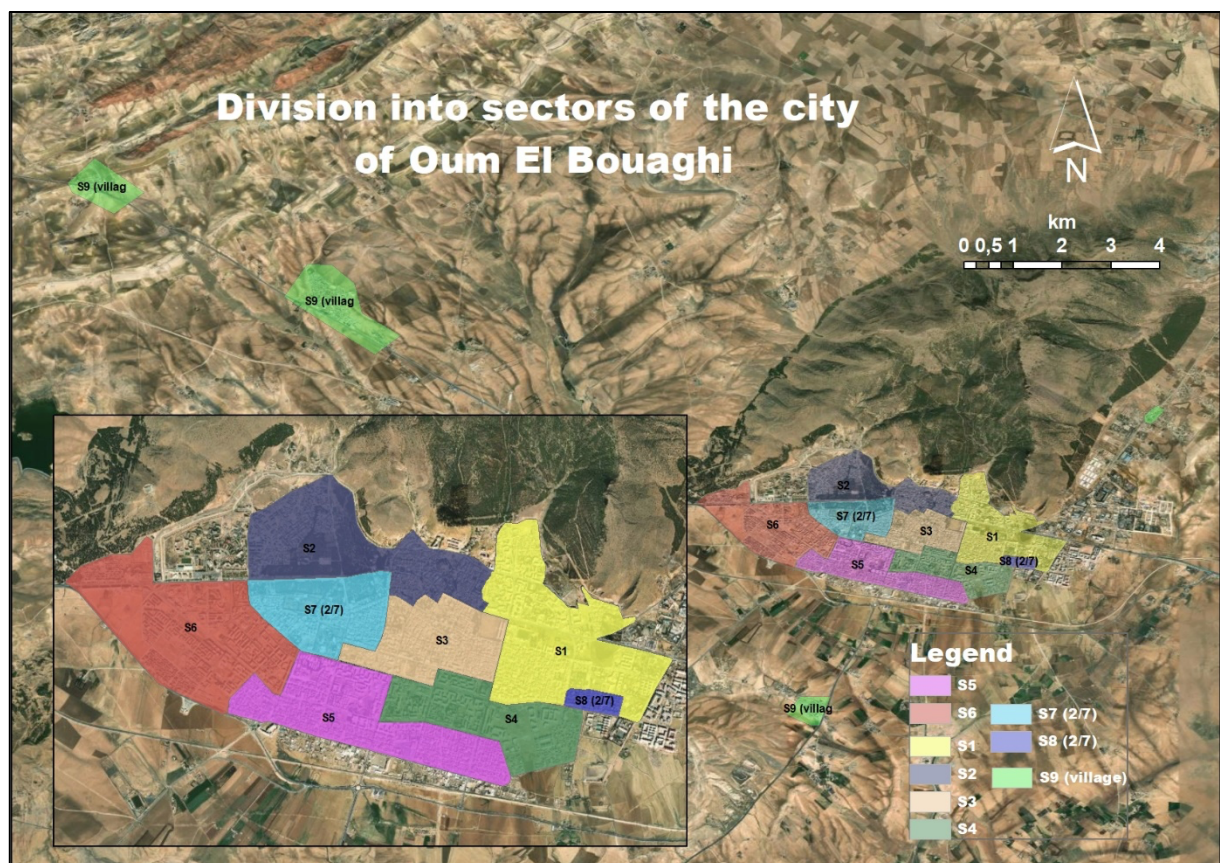 Division into sectors of the city
of Oum El Bouaghi
N
km
0 0,5 1 2 3 4
S9 (villag
S9 (villag
S2
S7 (2/7)
S6
S3
S1
S8 (2/7)
S5
S4
S2
S7 (2/7)
S6
S3
S1
S8 (2/7)
S5
S4
S9 (villag
Legend
S5
S6
S7 (2/7)
S1
S8 (2/7)
S2
S9 (village)
S3
S4